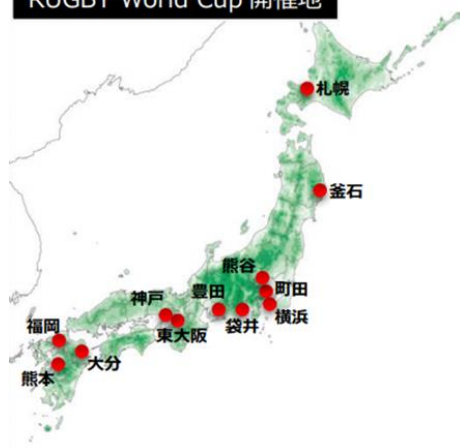 RUGBY World Cup 開催地
札幌
釜石
熊谷
町田
神戸
豊田
横浜
福岡
東大阪
袋井
大分
熊本